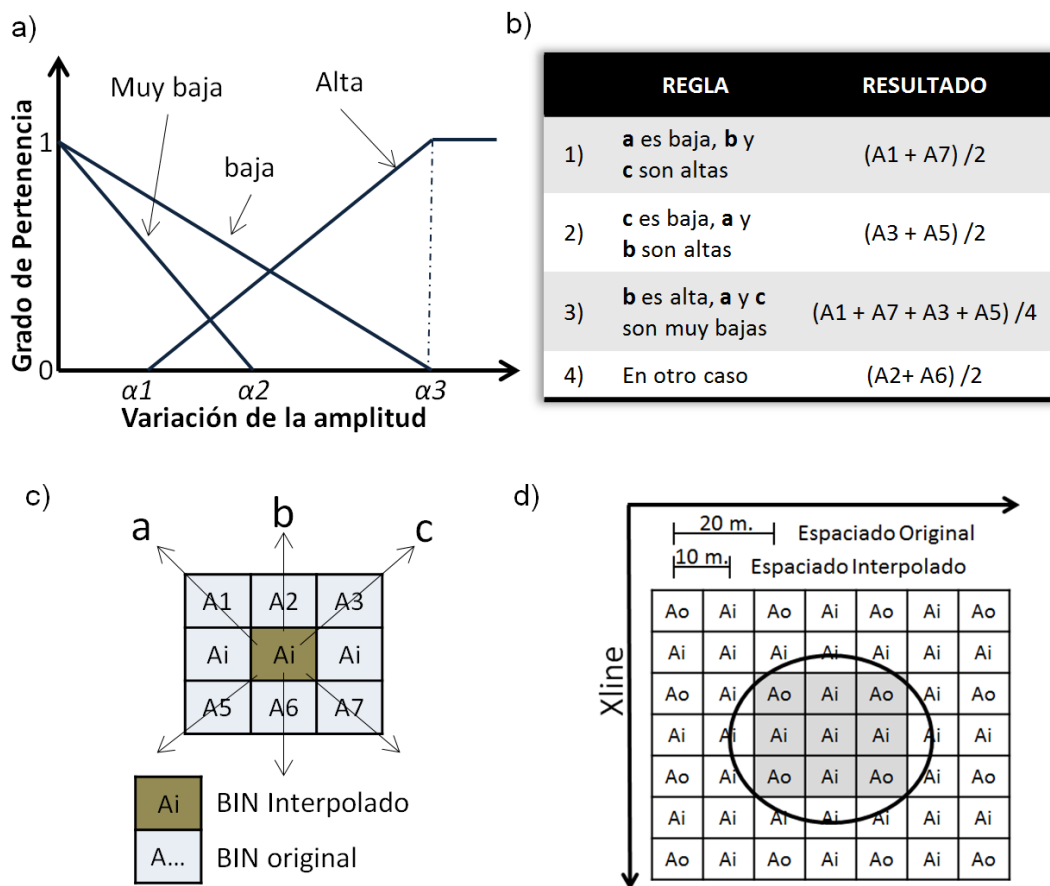 a)
Grado de Pertenencia
Muy baja
Alta
1
baja
0
α1 α2 α3
Variación de la amplitud
b)
REGLA RESULTADO
1) a es baja, b y
c son altas
(A1 + A7) /2
2) c es baja, a y
b son altas
(A3 + A5) /2
3) b es alta, a y c
son muy bajas
(A1 + A7 + A3 + A5) /4
4) En otro caso (A2+ A6) /2
c)
a b c
A1 A2 A3
Ai Ai Ai
A5 A6 A7
Ai BIN Interpolado
A... BIN original
d)
20 m. Espaciado Original
10 m. Espaciado Interpolado
Xline
Ao Ai Ao Ai Ao Ai Ao
Ai Ai Ai Ai Ai Ai Ai
Ao Ai Ao Ai Ao Ai Ao
Ai Ai Ai Ai Ai Ai Ai
Ao Ai Ao Ai Ao Ai Ao
Ai Ai Ai Ai Ai Ai Ai
Ao Ai Ao Ai Ao Ai Ao